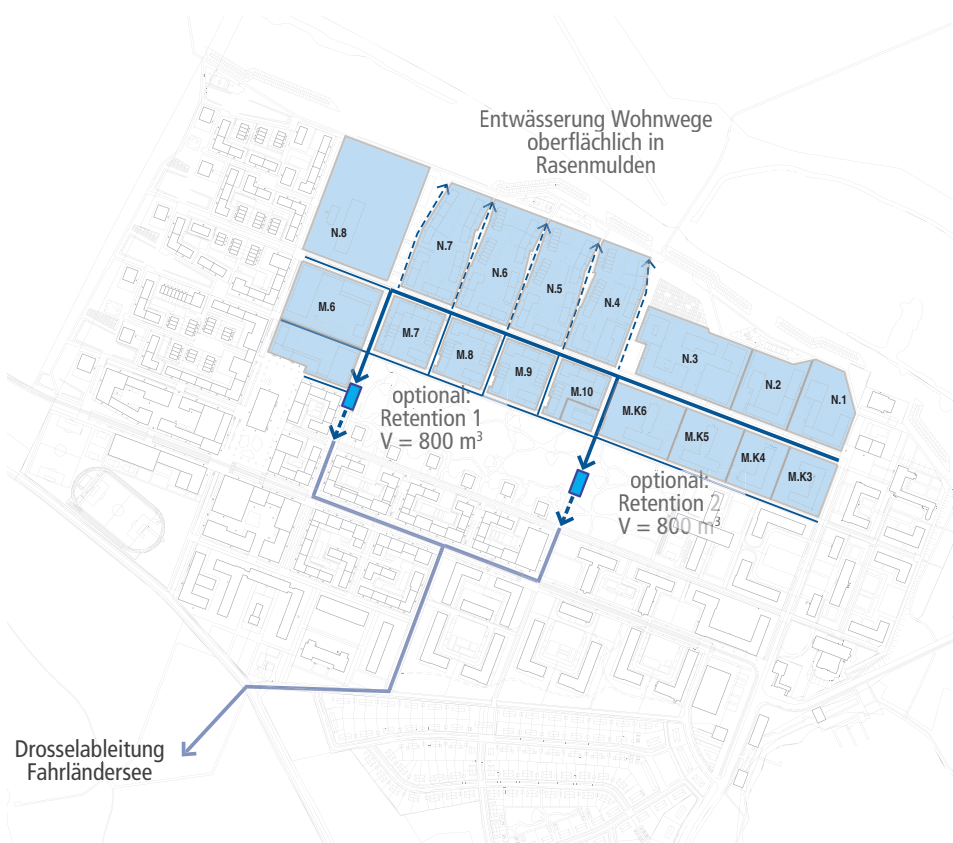 Entwässerung Wohnwege
oberflächlich in
Rasenmulden
N.8
N.7
N.6
N.5
N.4
N.3
N.2
N.1
M.6
M.7
M.8
M.9
M.10
M.K6
M.K5
M.K4
M.K3
optional:
Retention 1
V = 800 m³
optional:
Retention 2
V = 800 m³
Drosselableitung
Fahrländersee